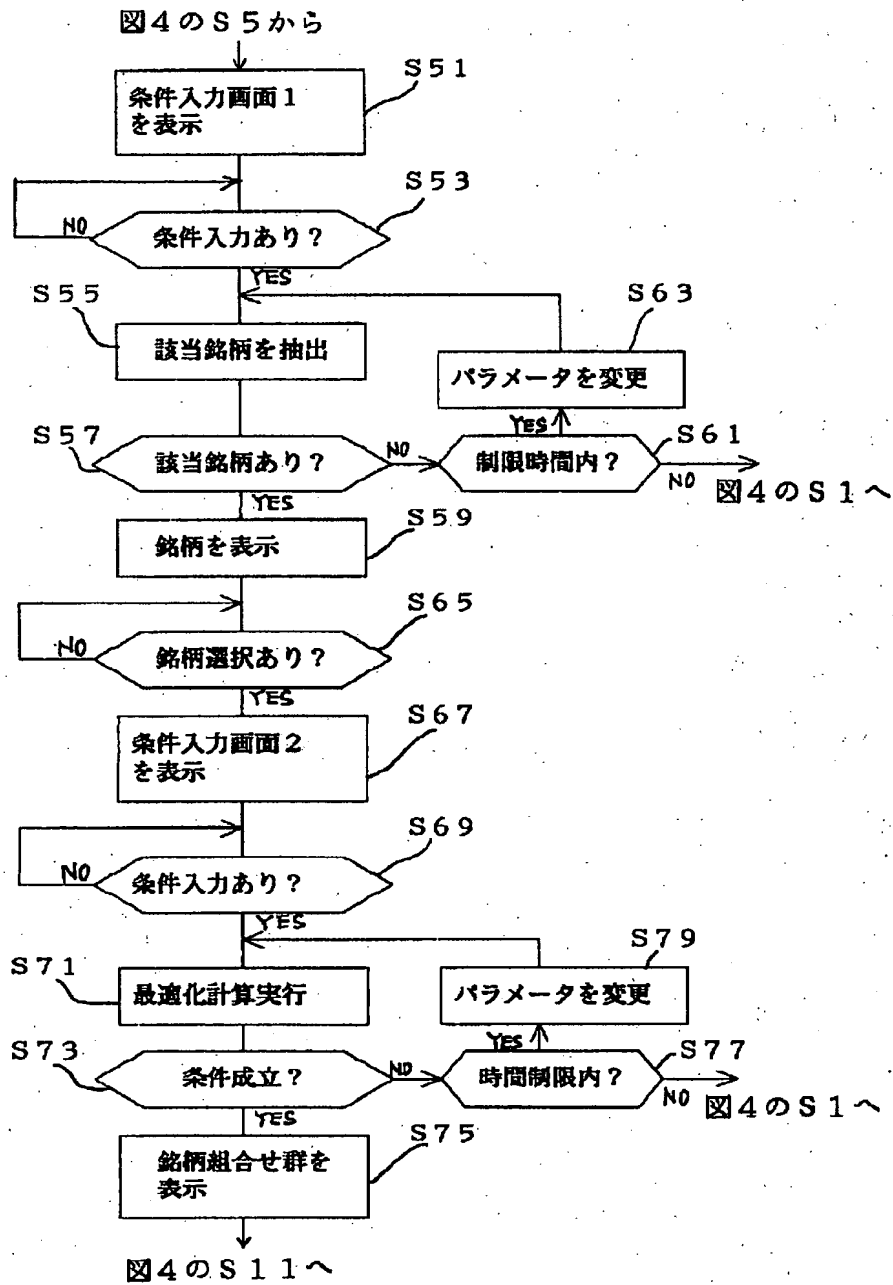 図4のS5から
S51
条件入力画面1
を表示
S53
NO
条件入力あり?
YES
S55
S63
該当銘柄を抽出
パラメータを変更
YES
S57
S61
該当銘柄あり?
NO
制限時間内?
NO
図4のS1へ
YES
S59
銘柄を表示
S65
NO
銘柄選択あり?
YES
S67
条件入力画面2
を表示
S69
NO
条件入力あり?
YES
S79
S71
最適化計算実行
パラメータを変更
YES
S73
S77
条件成立?
NO
時間制限内?
NO
図4のS1へ
YES
S75
銘柄組合せ群を
表示
図4のS11へ